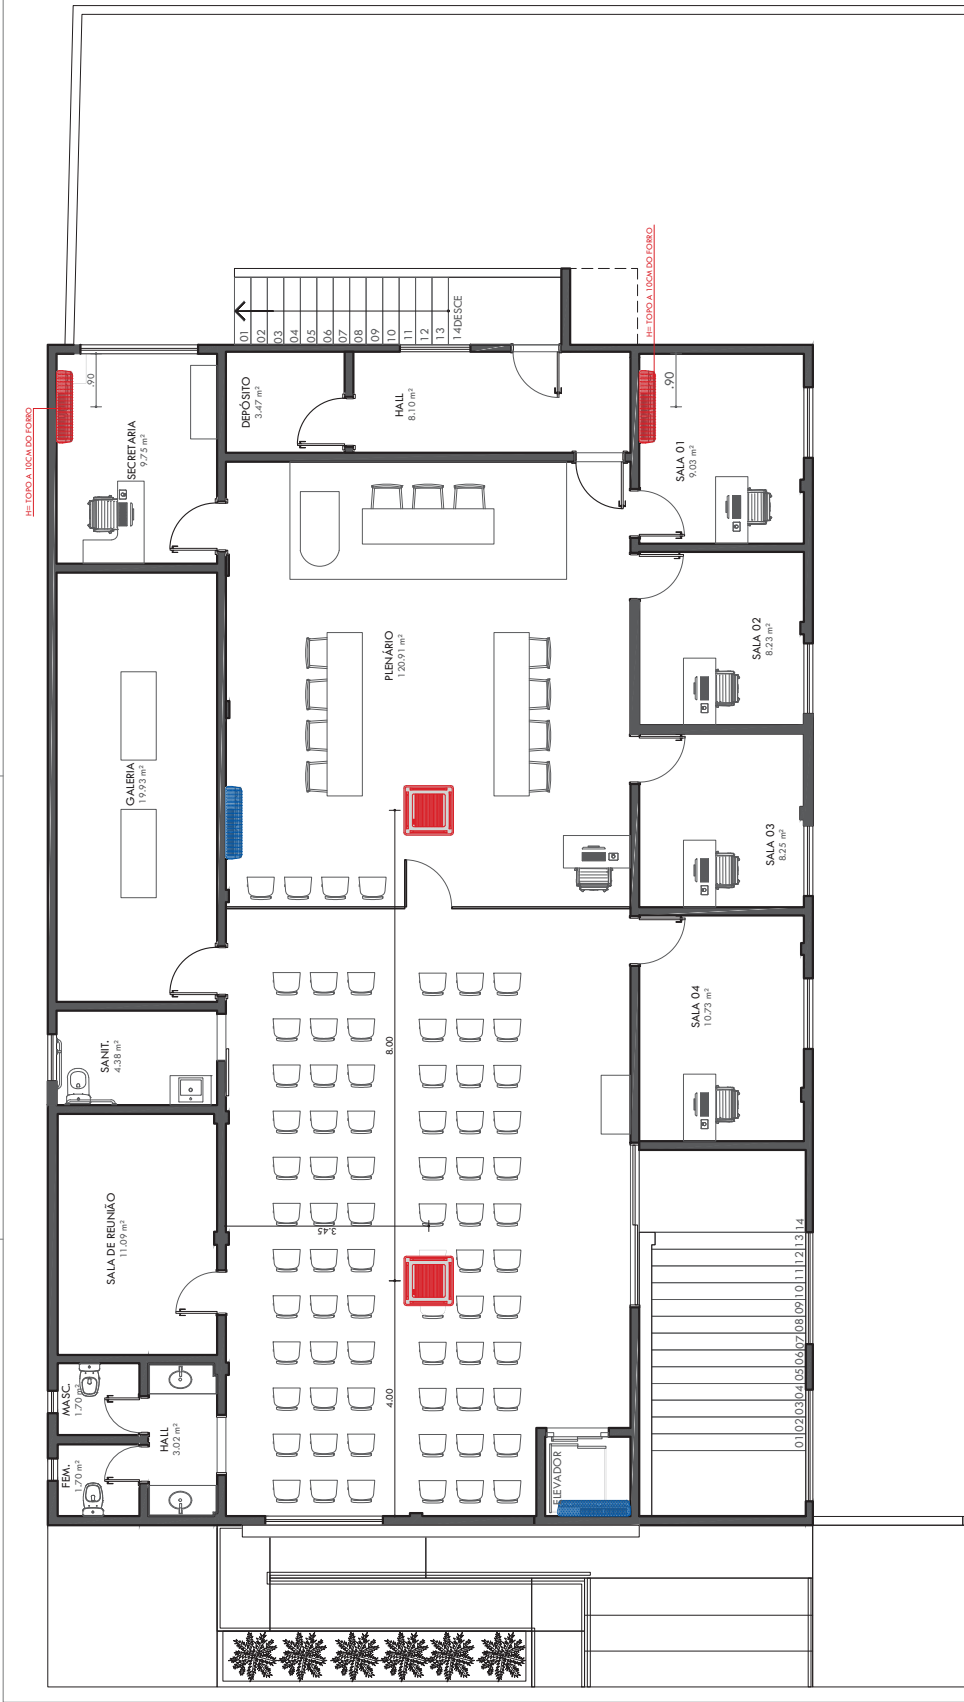 H= TOPO A 10CM DO FORRO
H= TOPO A 10CM DO FORRO
01
02
03
04
05
06
07
08
09
10
11
12
13
14
DESCE
.90
SECRETARIA
9.75 m²
DEPÓSITO
3.47 m²
HALL
8.10 m²
.90
SALA 01
9.03 m²
PLENÁRIO
120.91 m²
SALA 02
8.23 m²
GALERIA
19.93 m²
SALA 03
8.25 m²
SANIT.
4.38 m²
8.00
SALA 04
10.73 m²
SALA DE REUNIÃO
11.09 m²
3.45
MASC.
1.70 m²
FEM.
1.70 m²
HALL
3.02 m²
4.00
ELEVADOR
01 02 03 04 05 06 07 08 09 10 11 12 13 14